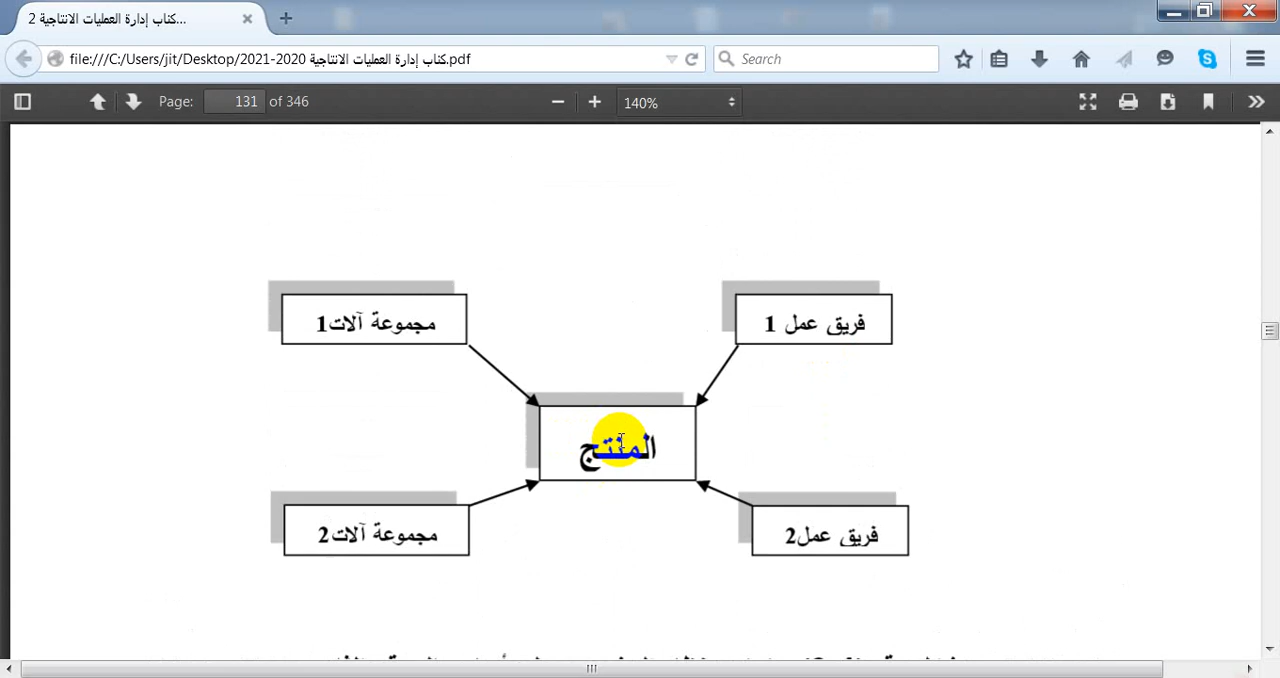 كتاب إدارة العمليات الانتاجية 2...
file:///C:/Users/jit/Desktop/2021-2020 كتاب إدارة العمليات الانتاجية.pdf
Search
Page: 131 of 346
140%
فريق عمل 1
مجموعة آلات1
المنتج
فريق عمل2
مجموعة آلات2